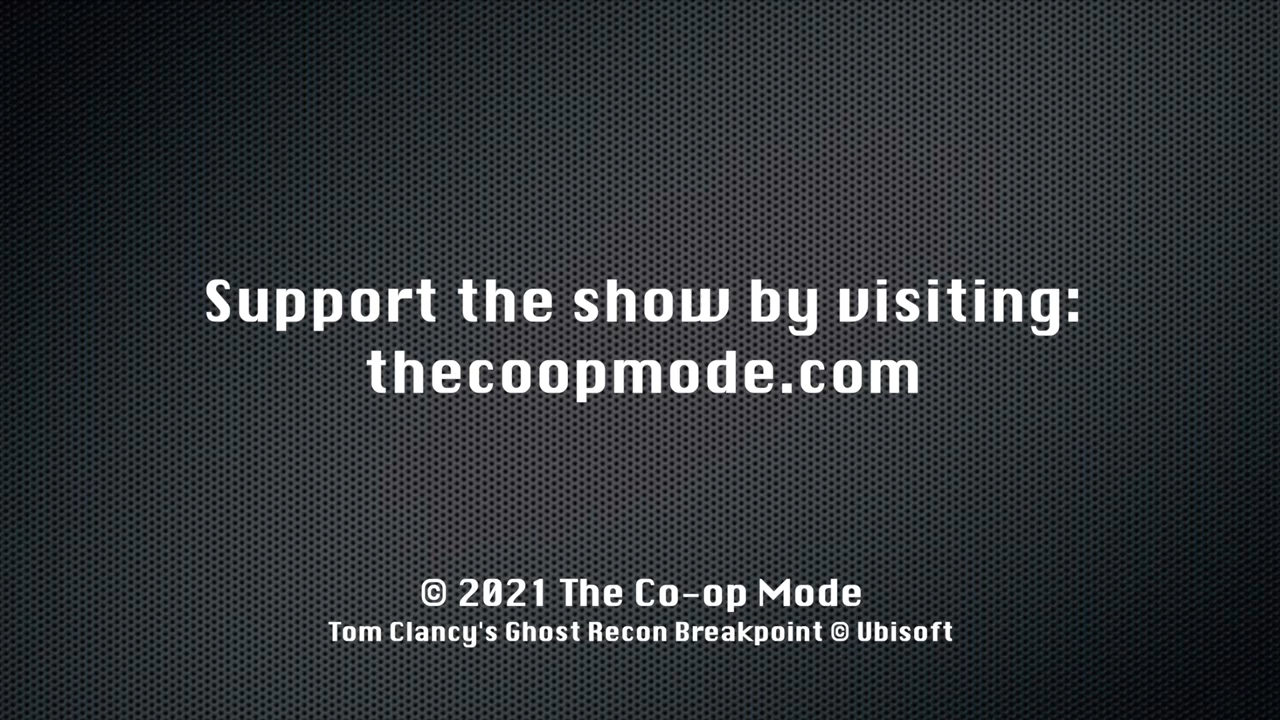 Support the show by visiting:
thecoopmode.com
© 2021 The Co-op Mode
Tom Clancy's Ghost Recon Breakpoint © Ubisoft